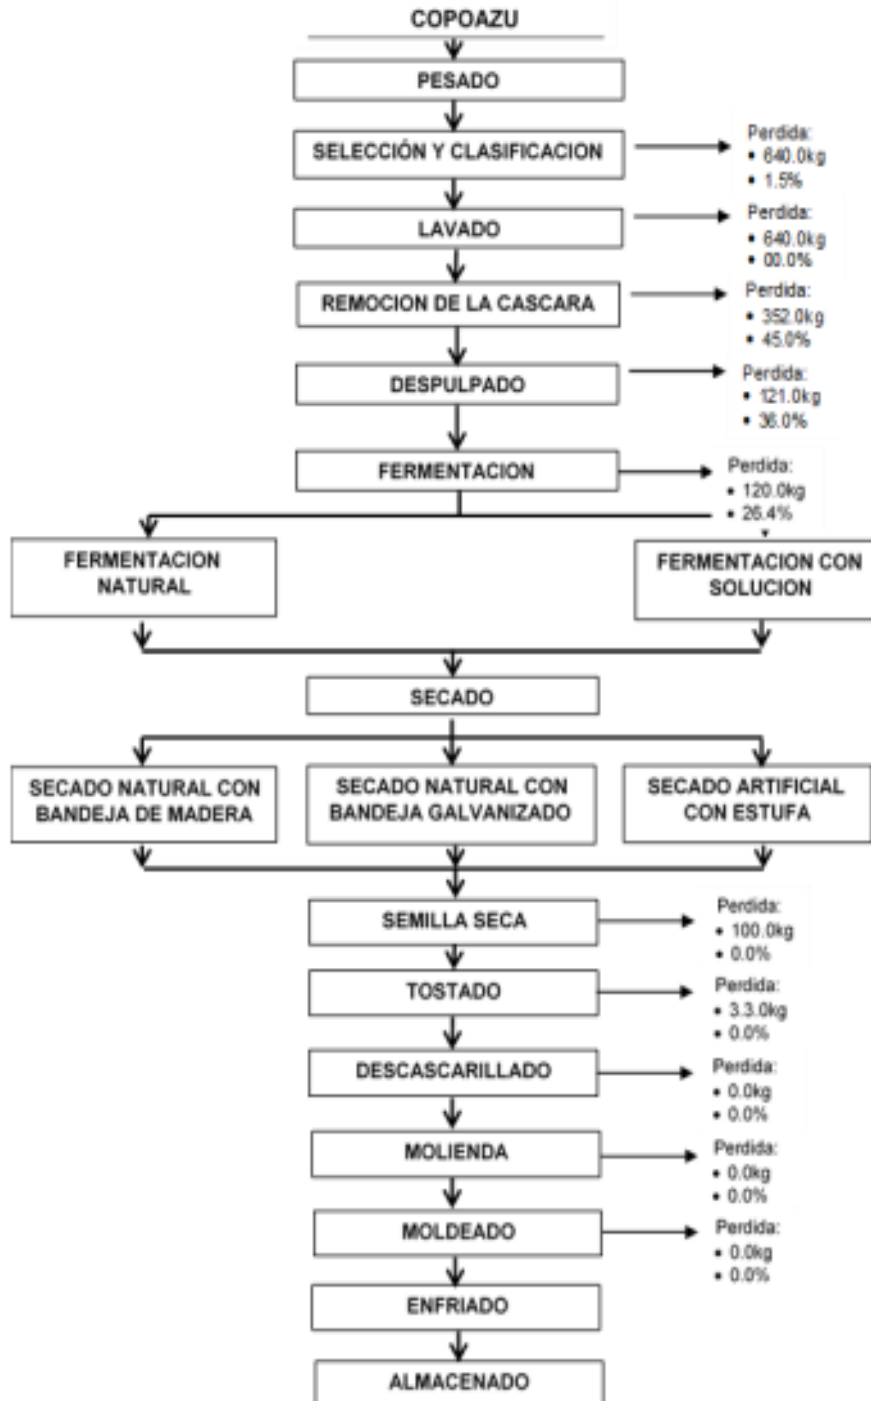 COPOAZU
PESADO
SELECCIÓN Y CLASIFICACION
Perdida:
• 640.0kg
• 1.5%
LAVADO
Perdida:
• 640.0kg
• 00.0%
REMOCION DE LA CASCARA
Perdida:
• 352.0kg
• 45.0%
DESPULPADO
Perdida:
• 121.0kg
• 36.0%
FERMENTACION
Perdida:
• 120.0kg
• 26.4%
FERMENTACION
NATURAL
FERMENTACION CON
SOLUCION
SECADO
SECADO NATURAL CON
BANDEJA DE MADERA
SECADO NATURAL CON
BANDEJA GALVANIZADO
SECADO ARTIFICIAL
CON ESTUFA
SEMILLA SECA
Perdida:
• 100.0kg
• 0.0%
TOSTADO
Perdida:
• 3.3.0kg
• 0.0%
DESCASCARILLADO
Perdida:
• 0.0kg
• 0.0%
MOLIENDA
Perdida:
• 0.0kg
• 0.0%
MOLDEADO
Perdida:
• 0.0kg
• 0.0%
ENFRIADO
ALMACENADO